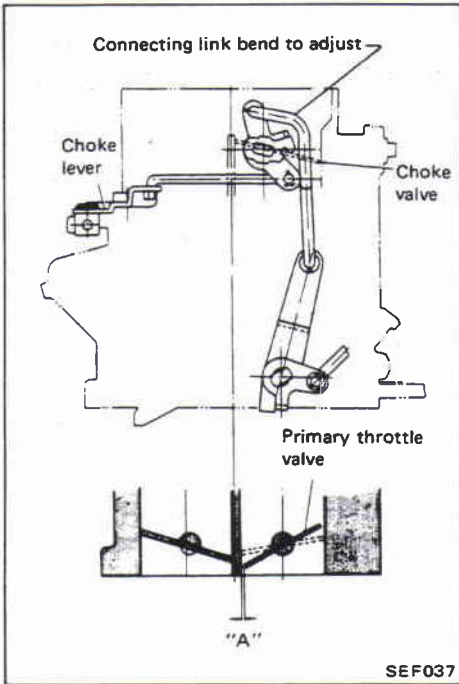 Connecting link bend to adjust
Choke
lever
Choke
valve
Primary throttle
valve
"A"
SEF037